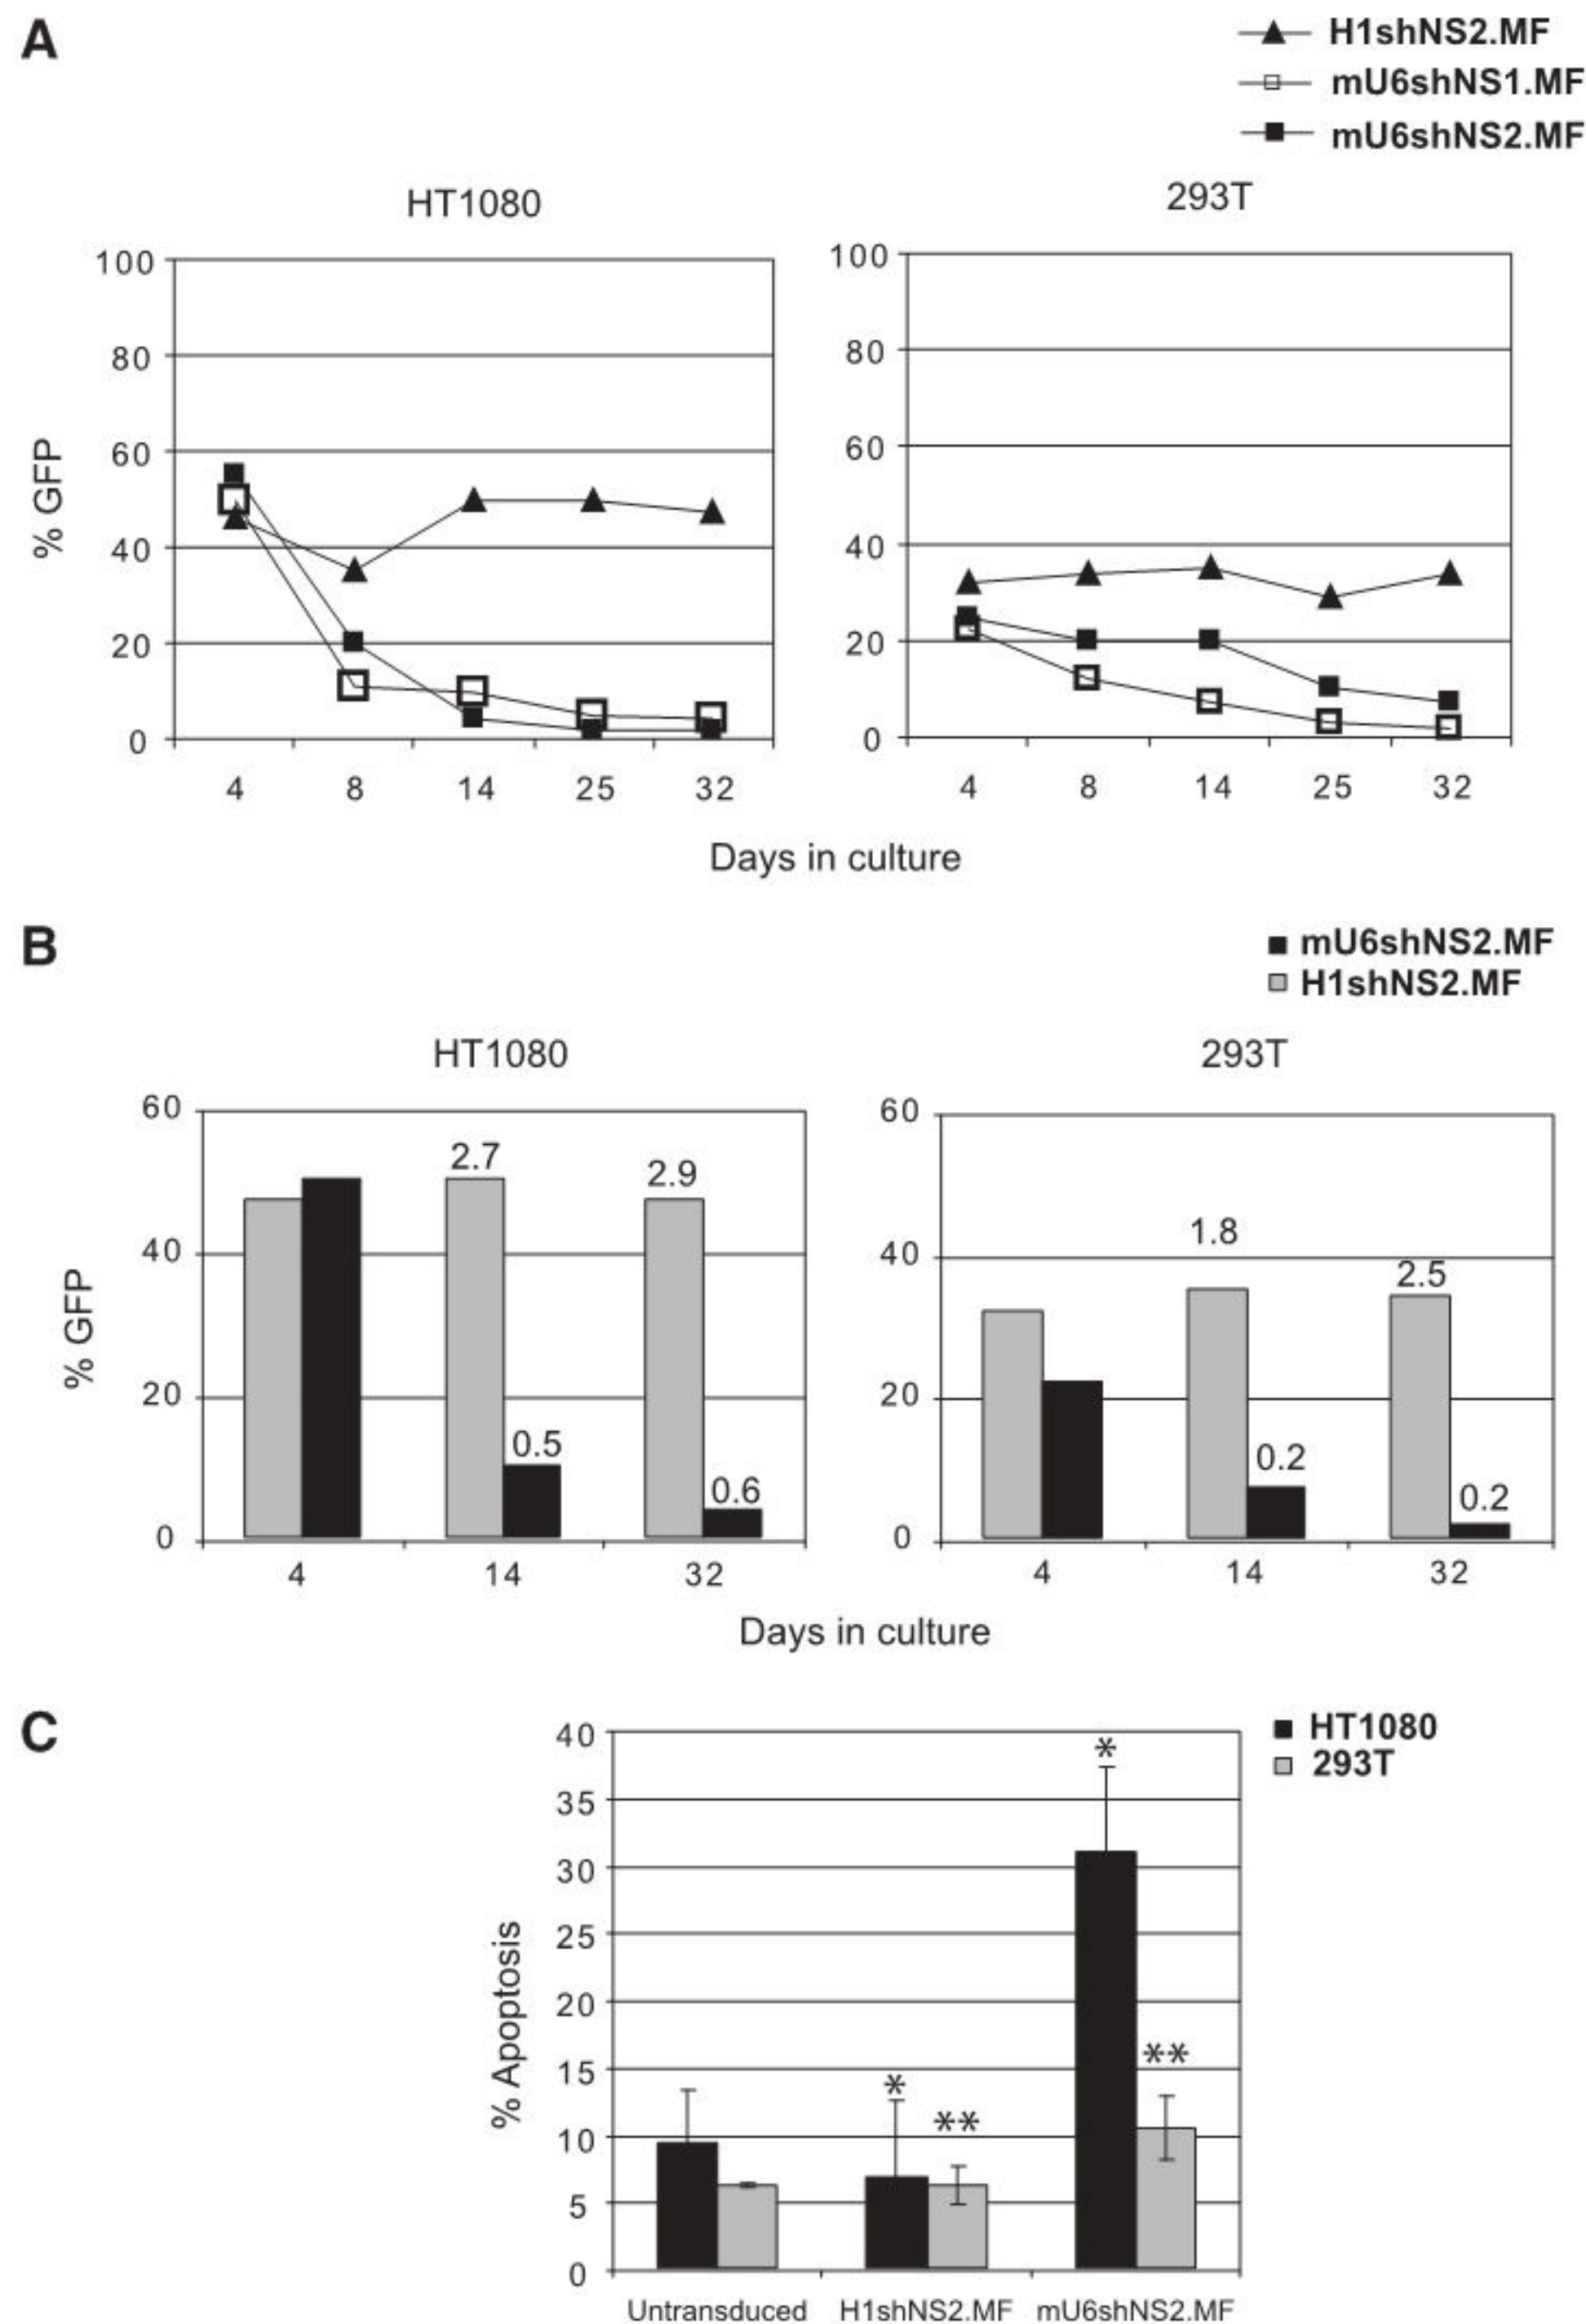 A
H1shNS2.MF
mU6shNS1.MF
mU6shNS2.MF
HT1080
293T
100
80
60
40
20
0
% GFP
4 8 14 25 32
100
80
60
40
20
0
4 8 14 25 32
Days in culture
B
mU6shNS2.MF
H1shNS2.MF
HT1080
293T
60
40
20
0
% GFP
2.7
2.9
0.5
0.6
4 14 32
60
40
20
0
1.8
2.5
0.2
0.2
4 14 32
Days in culture
C
HT1080
293T
40
35
30
25
20
15
10
5
0
% Apoptosis
*
**
*
**
Untransduced H1shNS2.MF mU6shNS2.MF